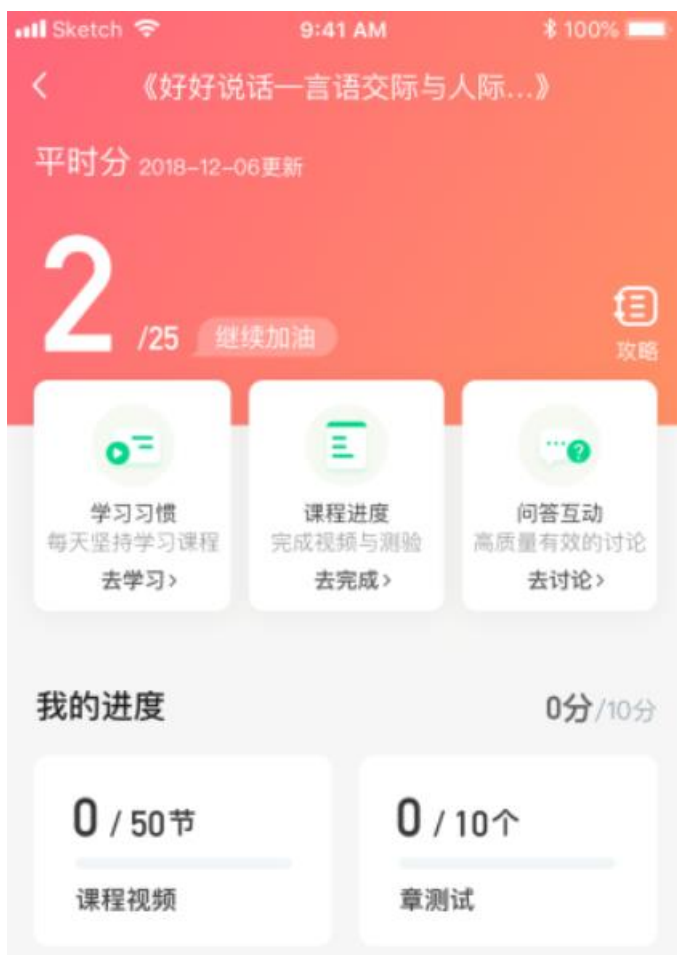 Sketch 9:41 AM 100%
《好好说话—言语交际与人际...》
平时分 2018-12-06更新
2 /25 继续加油
攻略
学习习惯 课程进度 问答互动
每天坚持学习课程 完成视频与测验 高质量有效的讨论
去学习> 去完成> 去讨论>
我的进度 0分/10分
0 / 50节 0 / 10个
课程视频 章测试